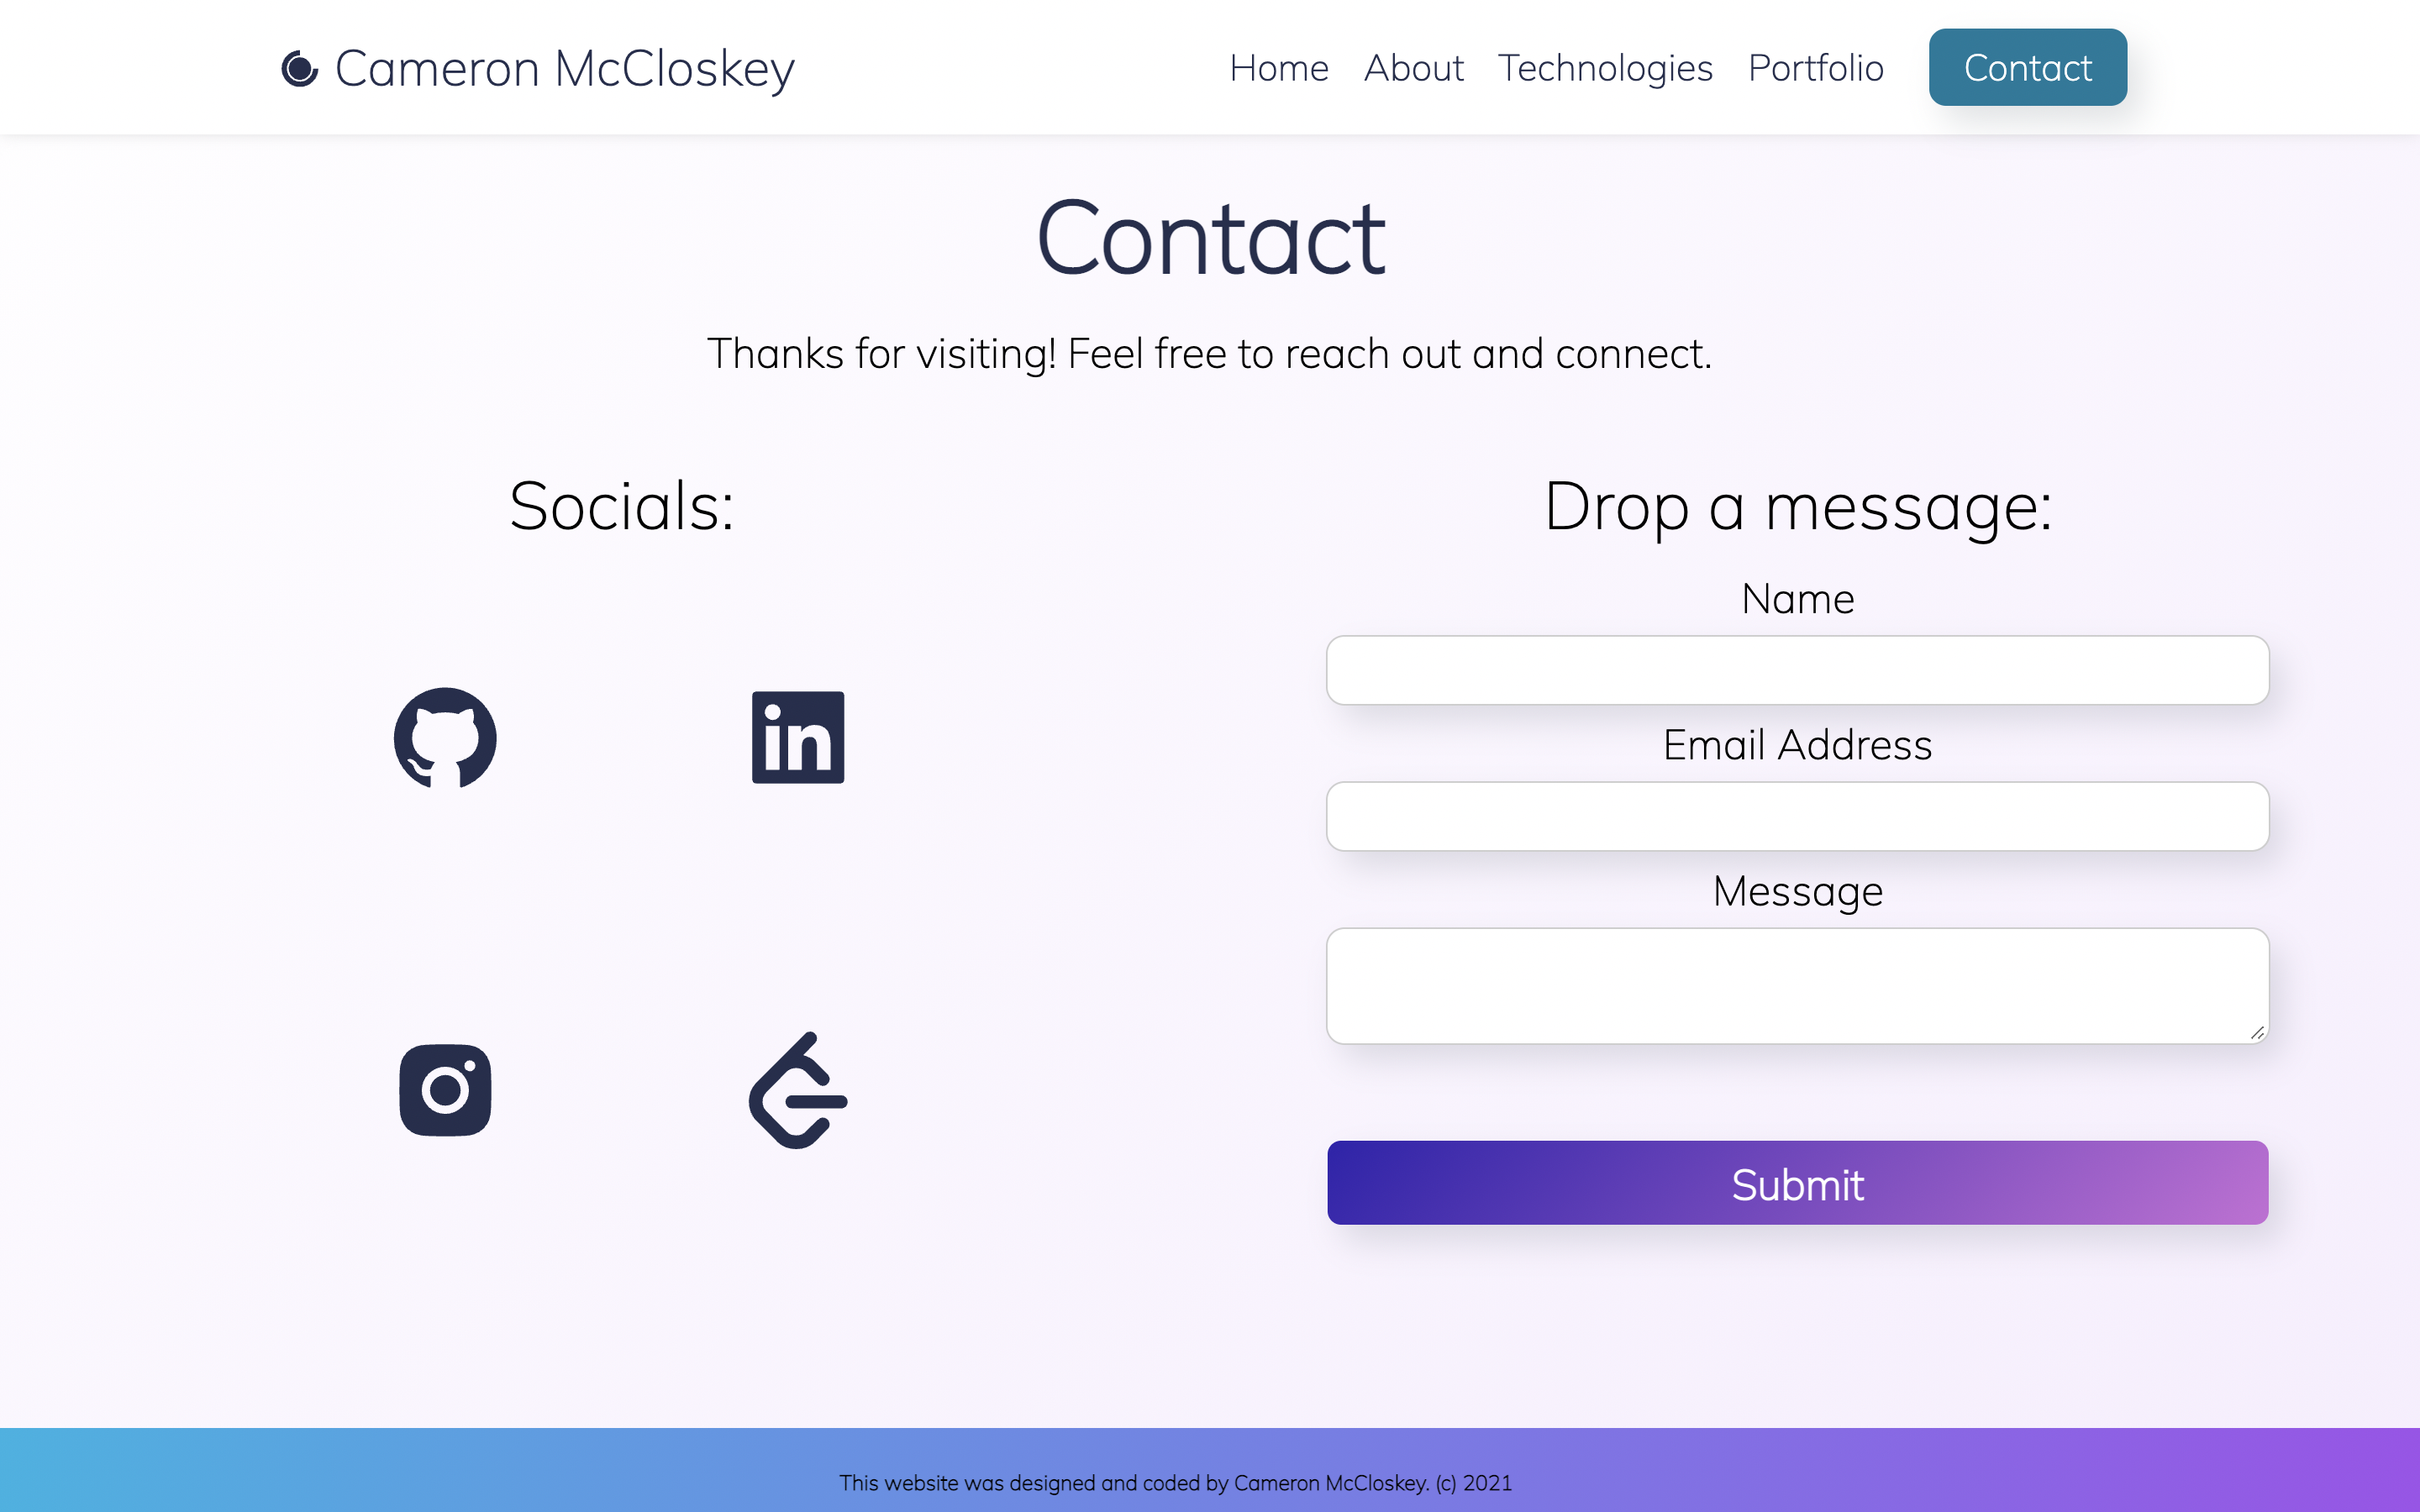 Cameron McCloskey
Home About Technologies Portfolio Contact
Contact
Thanks for visiting! Feel free to reach out and connect.
Socials:
in
Drop a message:
Name
Email Address
Message
Submit
This website was designed and coded by Cameron McCloskey. (c) 2021